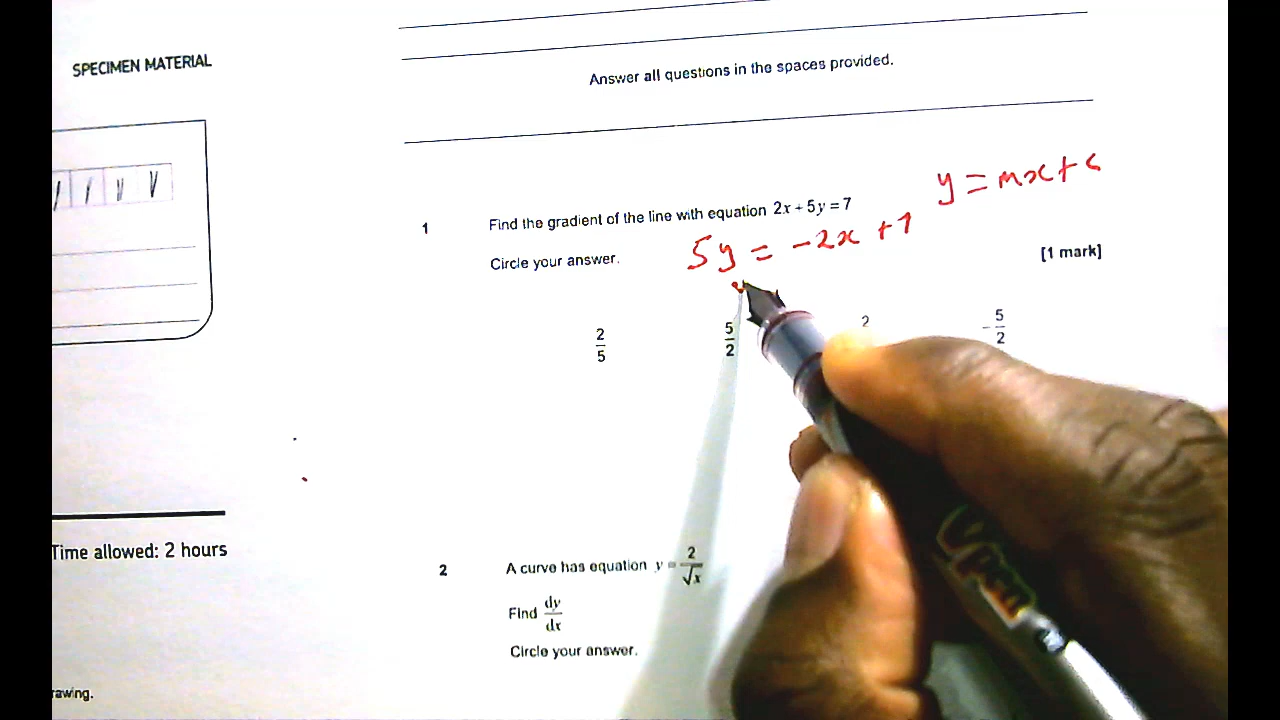 SPECIMEN MATERIAL
Answer all questions in the spaces provided.
y = mx + c
1 Find the gradient of the line with equation 2x + 5y = 7
5y = -2x + 7
Circle your answer.
[1 mark]
2/5 5/2 2 -5/2
Time allowed: 2 hours
2 A curve has equation y = 2/√x
Find dy/dx
Circle your answer.
rawing.